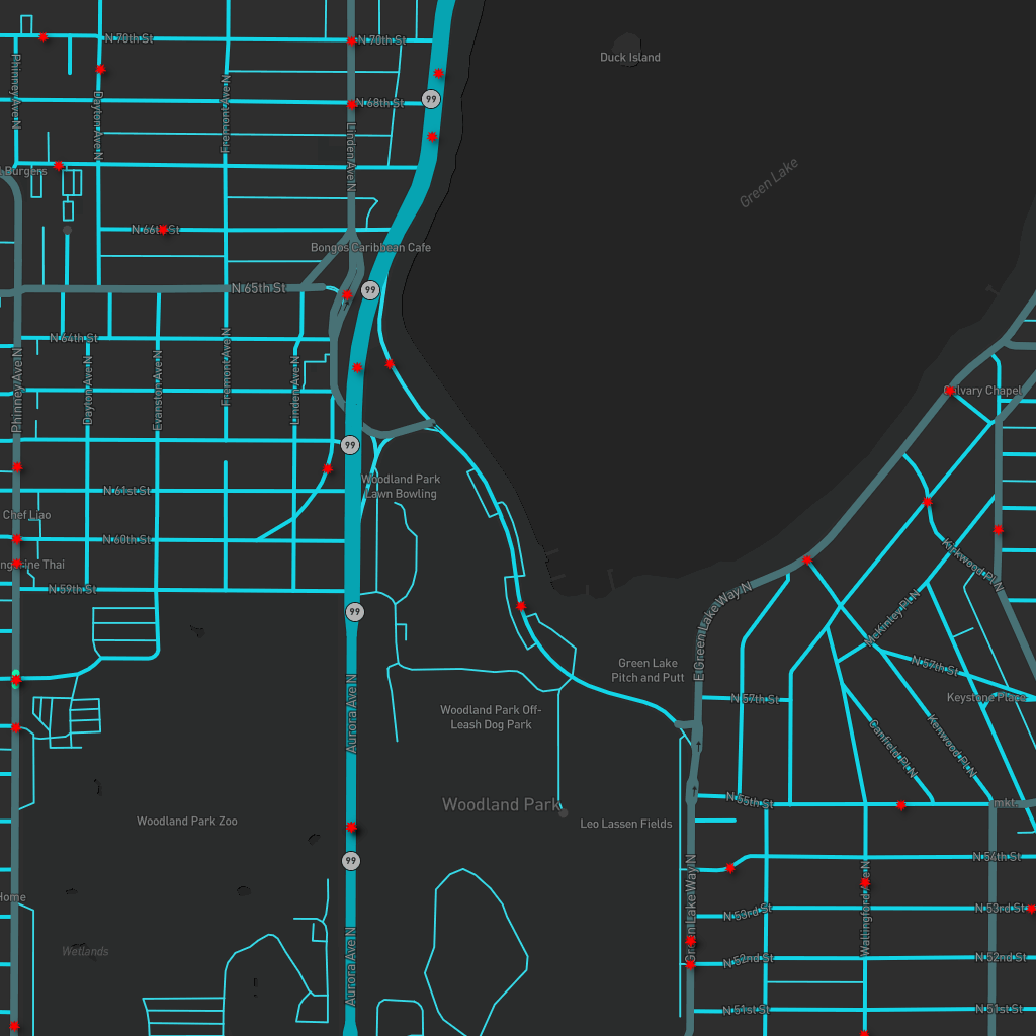 N 70th St
N 70th St
Duck Island
Phinney Ave N
Dayton Ave N
Fremont Ave N
99
N 68th St
Linden Ave N
Burgers
Green Lake
N 66th St
Bongos Caribbean Cafe
N 65th St
99
N 64th St
Phinney Ave N
Dayton Ave N
Evanston Ave N
Fremont Ave N
Linden Ave N
Calvary Chapel
99
Woodland Park
Lawn Bowling
N 61st St
Chef Liao
N 60th St
Thai
N 59th St
Kirkwood Pl N
99
E Green Lake Way N
McKinley Pl N
Green Lake
Pitch and Putt
N 57th St
N 57th St
Keystone Place
Aurora Ave N
Woodland Park Off-
Leash Dog Park
Canfield Pl N
Kenwood Pl N
N 55th St
mkt.
Woodland Park
Woodland Park Zoo
Leo Lassen Fields
99
N 54th St
Home
Green Lake Way N
Wallingford Ave N
N 53rd St
N 53rd St
Wetlands
Aurora Ave N
N 52nd St
N 52nd St
N 51st St
N 51st St